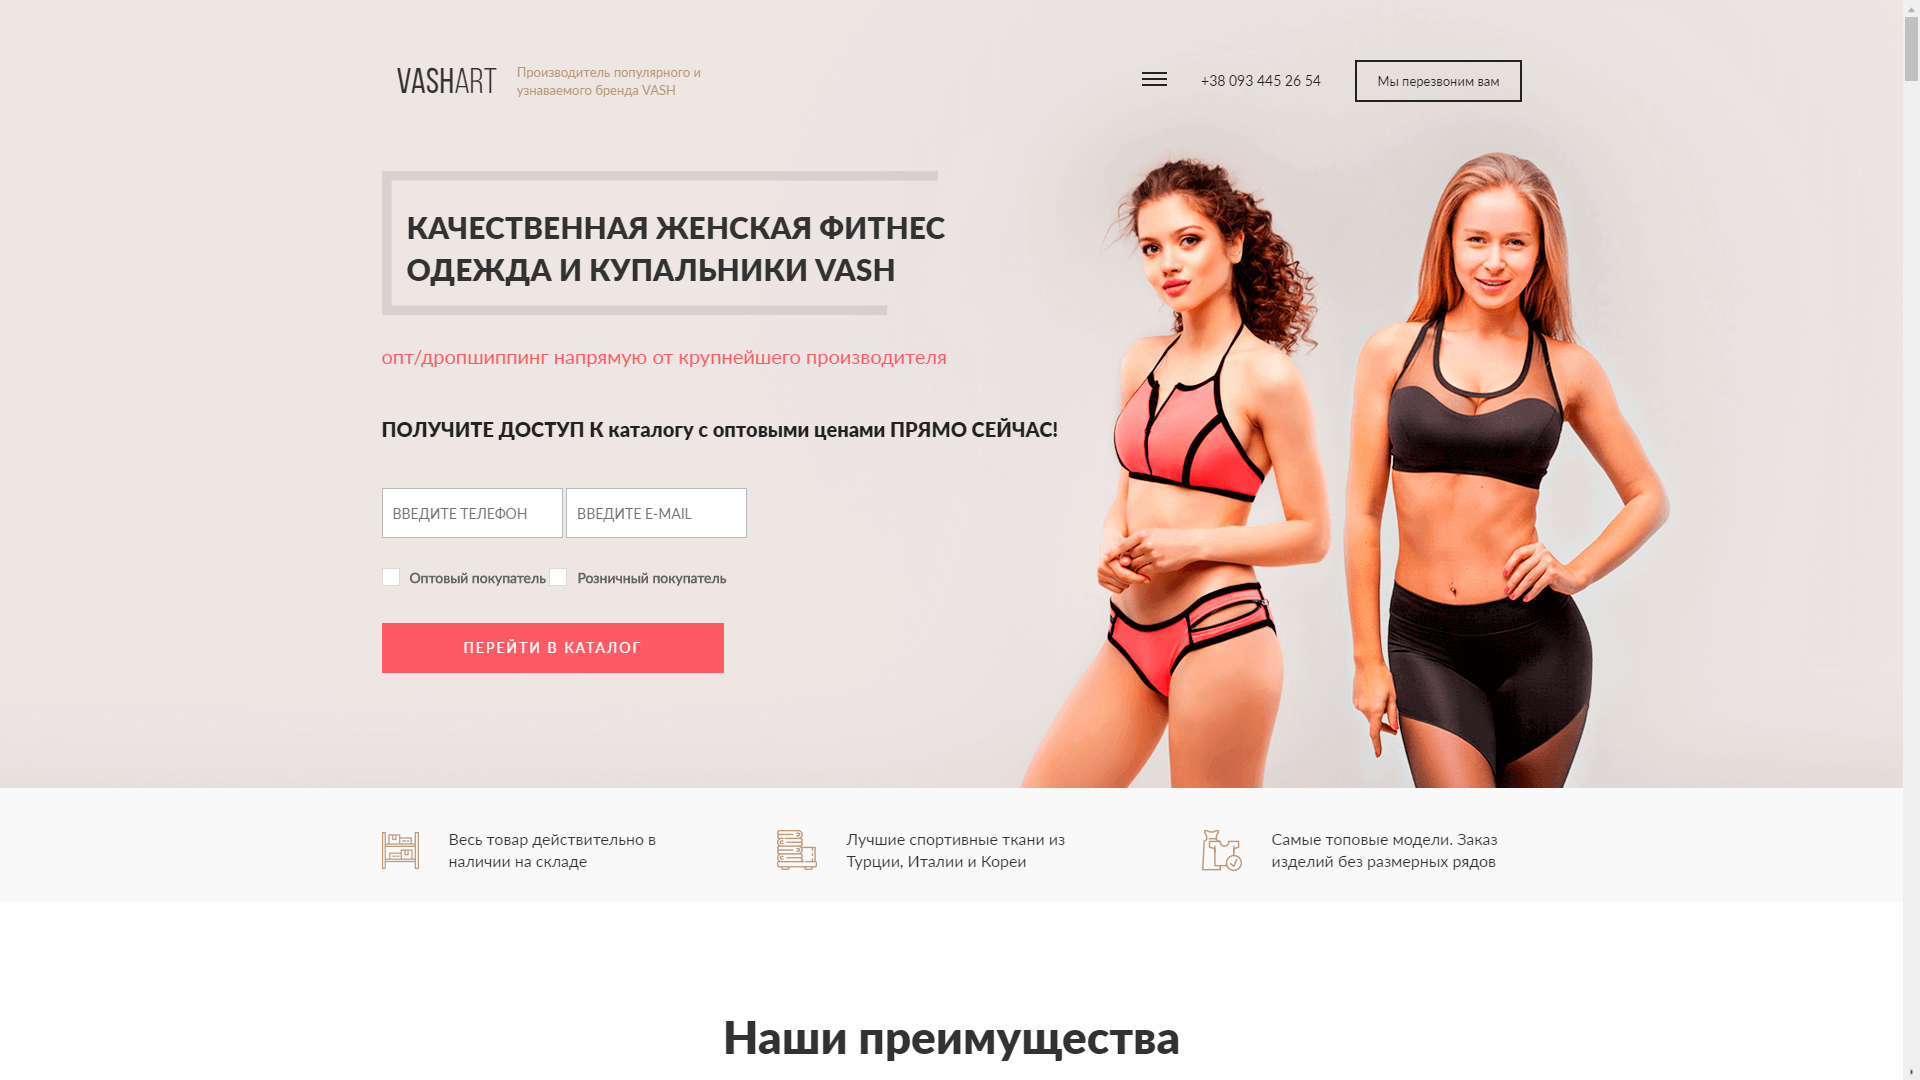 VASHART
Производитель популярного и
узнаваемого бренда VASH
+38 093 445 26 54
Мы перезвоним вам
КАЧЕСТВЕННАЯ ЖЕНСКАЯ ФИТНЕС
ОДЕЖДА И КУПАЛЬНИКИ VASH
опт/дропшиппинг напрямую от крупнейшего производителя
ПОЛУЧИТЕ ДОСТУП К каталогу с оптовыми ценами ПРЯМО СЕЙЧАС!
ВВЕДИТЕ ТЕЛЕФОН ВВЕДИТЕ E-MAIL
Оптовый покупатель Розничный покупатель
ПЕРЕЙТИ В КАТАЛОГ
Весь товар действительно в
наличии на складе
Лучшие спортивные ткани из
Турции, Италии и Кореи
Самые топовые модели. Заказ
изделий без размерных рядов
Наши преимущества